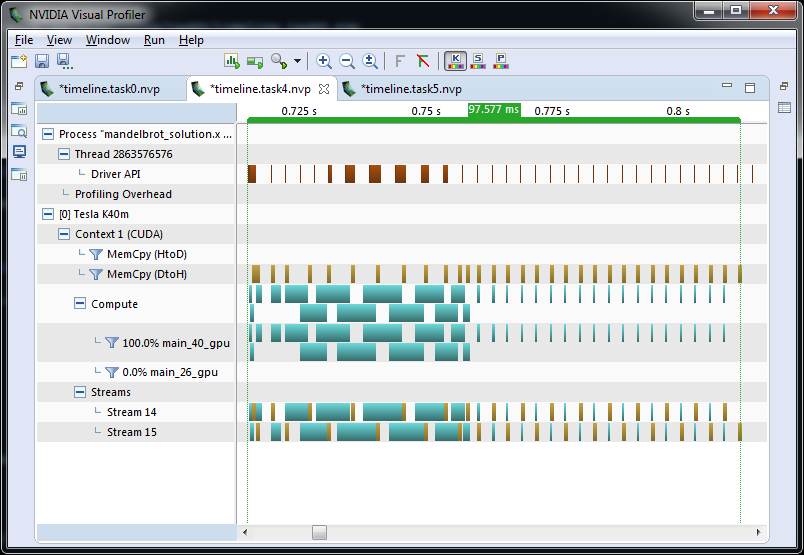 NVIDIA Visual Profiler
File View Window Run Help
F K S P
*timeline.task0.nvp *timeline.task4.nvp *timeline.task5.nvp
0.725 s 0.75 s 97.577 ms 0.775 s 0.8 s
Process "mandelbrot_solution.x ...
Thread 2863576576
Driver API
Profiling Overhead
[0] Tesla K40m
Context 1 (CUDA)
MemCpy (HtoD)
MemCpy (DtoH)
Compute
100.0% main_40_gpu
0.0% main_26_gpu
Streams
Stream 14
Stream 15